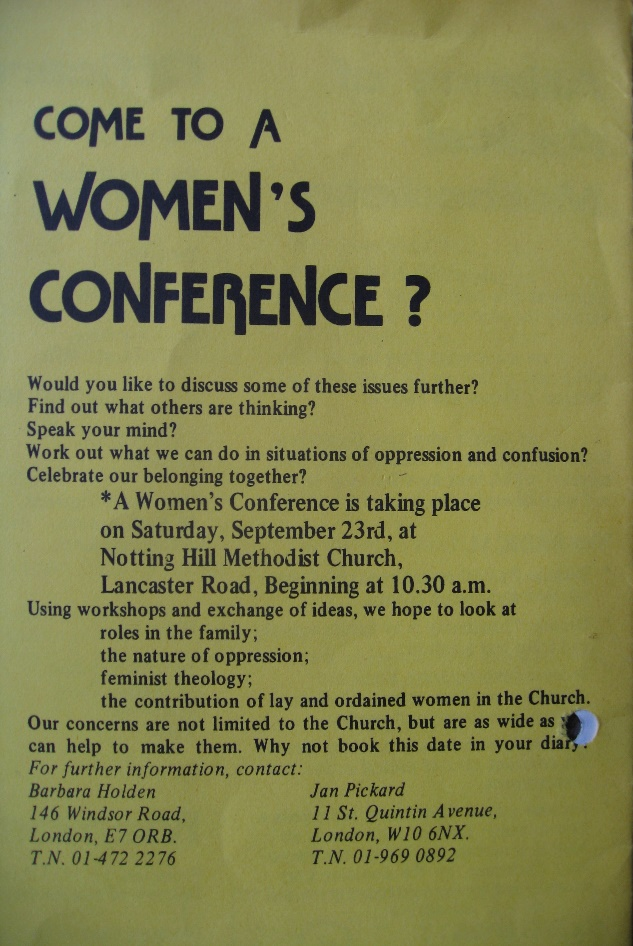 COME TO A
WOMEN'S
CONFERENCE ?
Would you like to discuss some of these issues further?
Find out what others are thinking?
Speak your mind?
Work out what we can do in situations of oppression and confusion?
Celebrate our belonging together?
*A Women's Conference is taking place
on Saturday, September 23rd, at
Notting Hill Methodist Church,
Lancaster Road, Beginning at 10.30 a.m.
Using workshops and exchange of ideas, we hope to look at
roles in the family;
the nature of oppression;
feminist theology;
the contribution of lay and ordained women in the Church.
Our concerns are not limited to the Church, but are as wide as
can help to make them. Why not book this date in your diary.
For further information, contact:
Barbara Holden Jan Pickard
146 Windsor Road, 11 St. Quintin Avenue,
London, E7 ORB. London, W10 6NX.
T.N. 01-472 2276 T.N. 01-969 0892